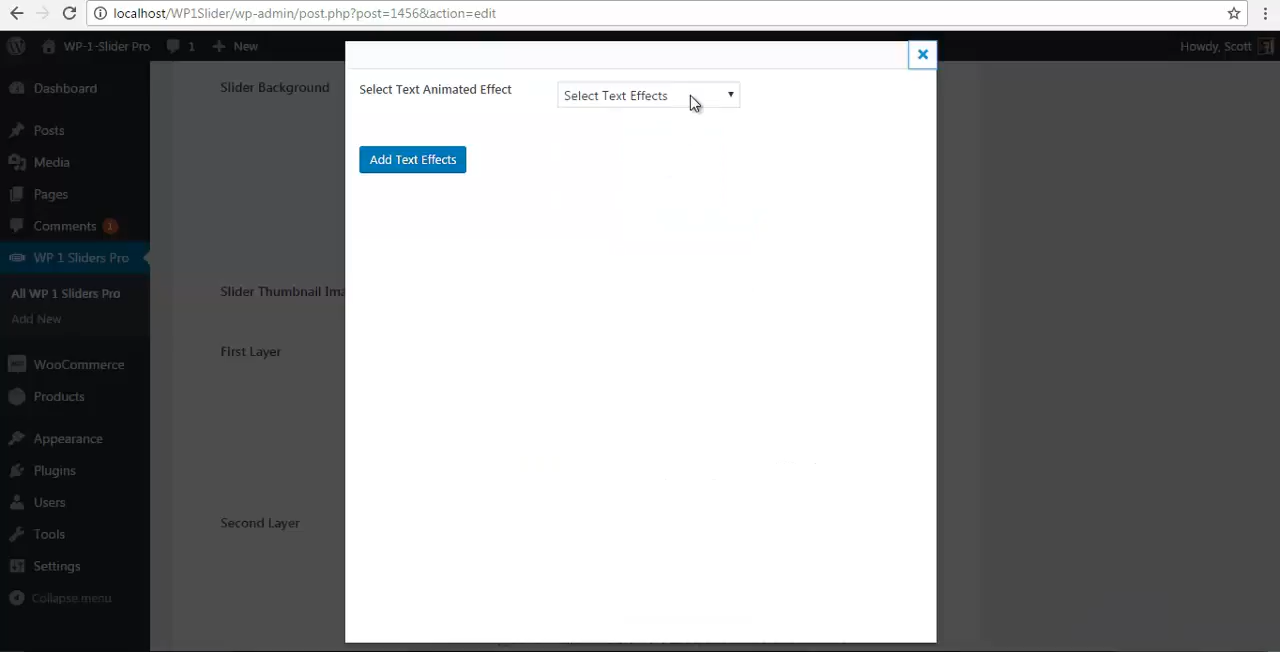 localhost/WP1Slider/wp-admin/post.php?post=1456&action=edit
WP-1-Slider Pro 1 New Howdy, Scott
Dashboard
Posts
Media
Pages
Comments 1
WP 1 Sliders Pro
All WP 1 Sliders Pro
Add New
WooCommerce
Products
Appearance
Plugins
Users
Tools
Settings
Collapse menu
Slider Background
Slider Thumbnail Ima
First Layer
Second Layer
Select Text Animated Effect
Select Text Effects
Add Text Effects